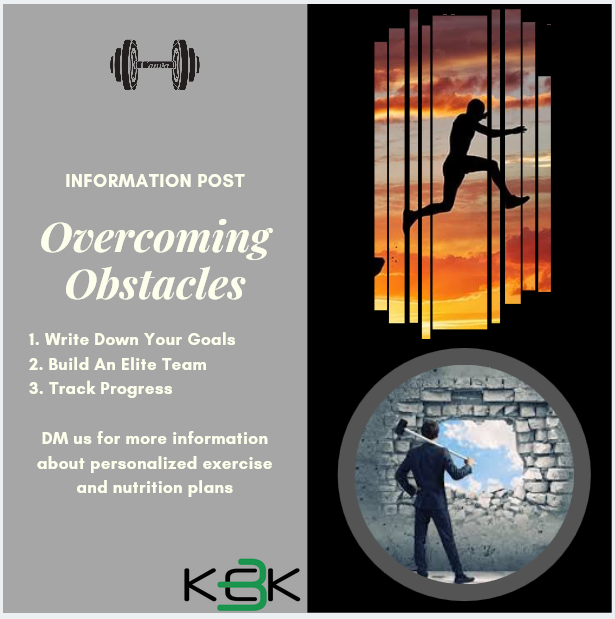 Canva
INFORMATION POST
Overcoming
Obstacles
1. Write Down Your Goals
2. Build An Elite Team
3. Track Progress
DM us for more information
about personalized exercise
and nutrition plans